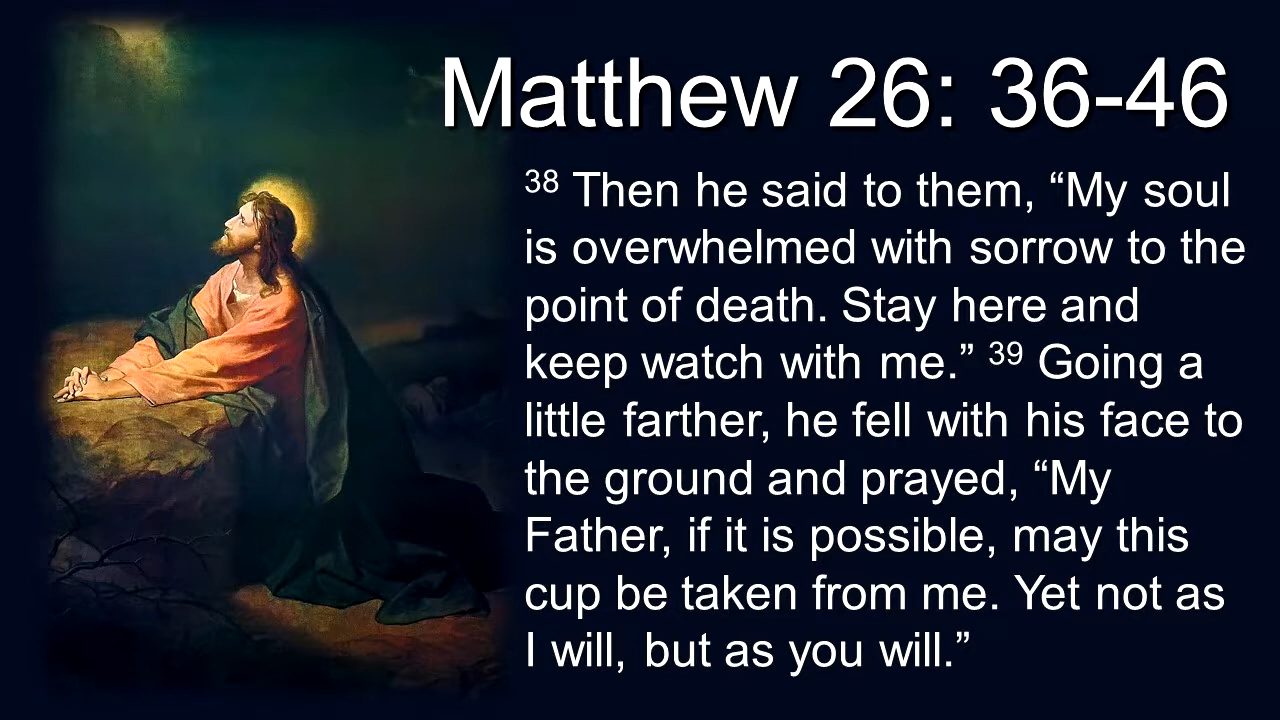 Matthew 26: 36-46
38 Then he said to them, “My soul
is overwhelmed with sorrow to the
point of death. Stay here and
keep watch with me.” 39 Going a
little farther, he fell with his face to
the ground and prayed, “My
Father, if it is possible, may this
cup be taken from me. Yet not as
I will, but as you will.”